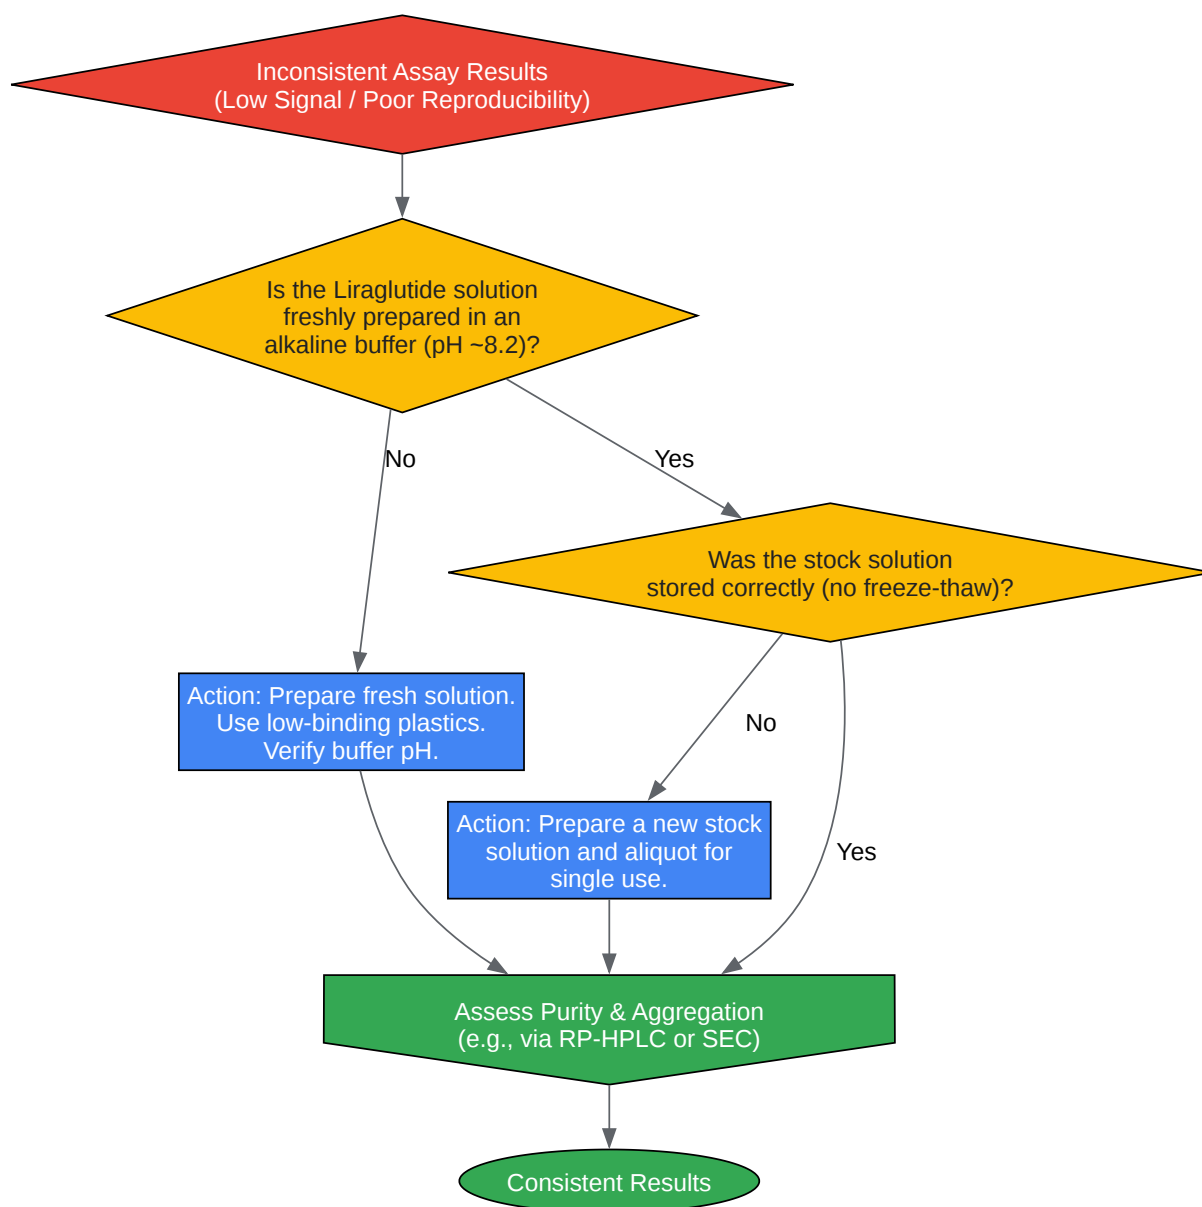 Inconsistent Assay Results
(Low Signal / Poor Reproducibility)
Is the Liraglutide solution
freshly prepared in an
alkaline buffer (pH ~8.2)?
No
Yes
Was the stock solution
stored correctly (no freeze-thaw)?
Action: Prepare fresh solution.
Use low-binding plastics.
Verify buffer pH.
No
Action: Prepare a new stock
solution and aliquot for
single use.
Yes
Assess Purity & Aggregation
(e.g., via RP-HPLC or SEC)
Consistent Results